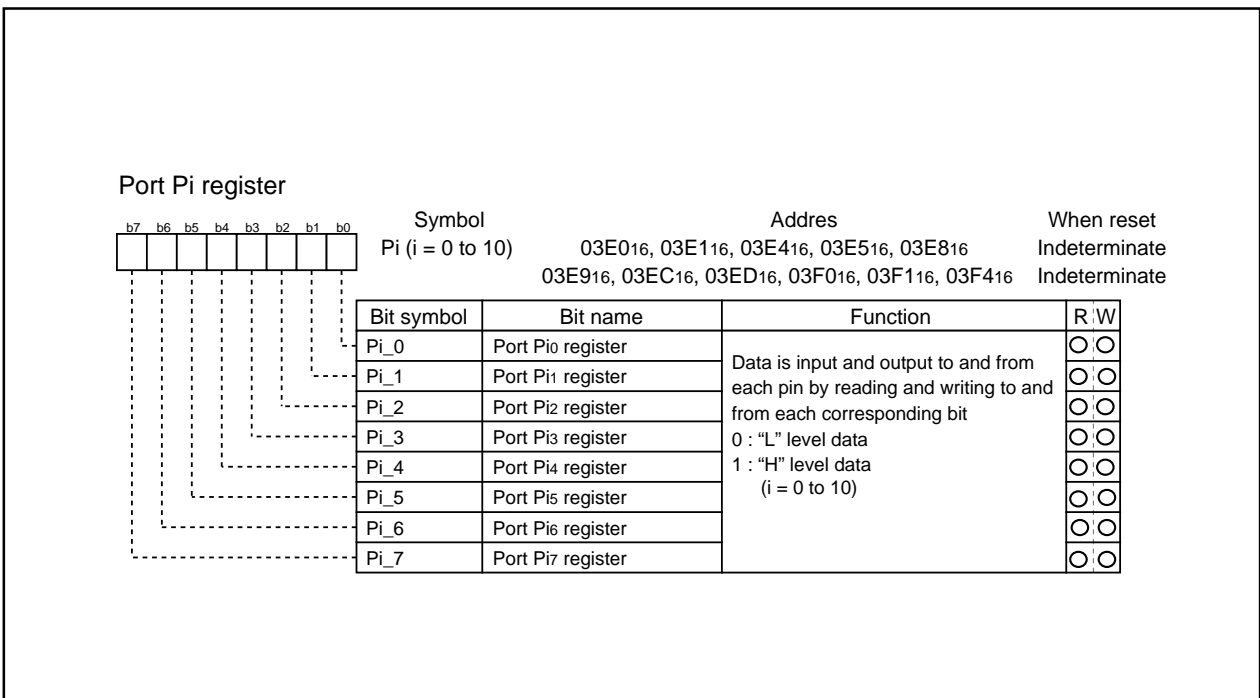 Port Pi register
b7 b6 b5 b4 b3 b2 b1 b0
Symbol Addres When reset
Pi (i = 0 to 10) 03E016, 03E116, 03E416, 03E516, 03E816 Indeterminate
03E916, 03EC16, 03ED16, 03F016, 03F116, 03F416 Indeterminate
Bit symbol Bit name Function R W
Pi_0 Port Pi0 register
Pi_1 Port Pi1 register
Pi_2 Port Pi2 register
Pi_3 Port Pi3 register
Pi_4 Port Pi4 register
Pi_5 Port Pi5 register
Pi_6 Port Pi6 register
Pi_7 Port Pi7 register
Data is input and output to and from
each pin by reading and writing to and
from each corresponding bit
0 : “L” level data
1 : “H” level data
(i = 0 to 10)